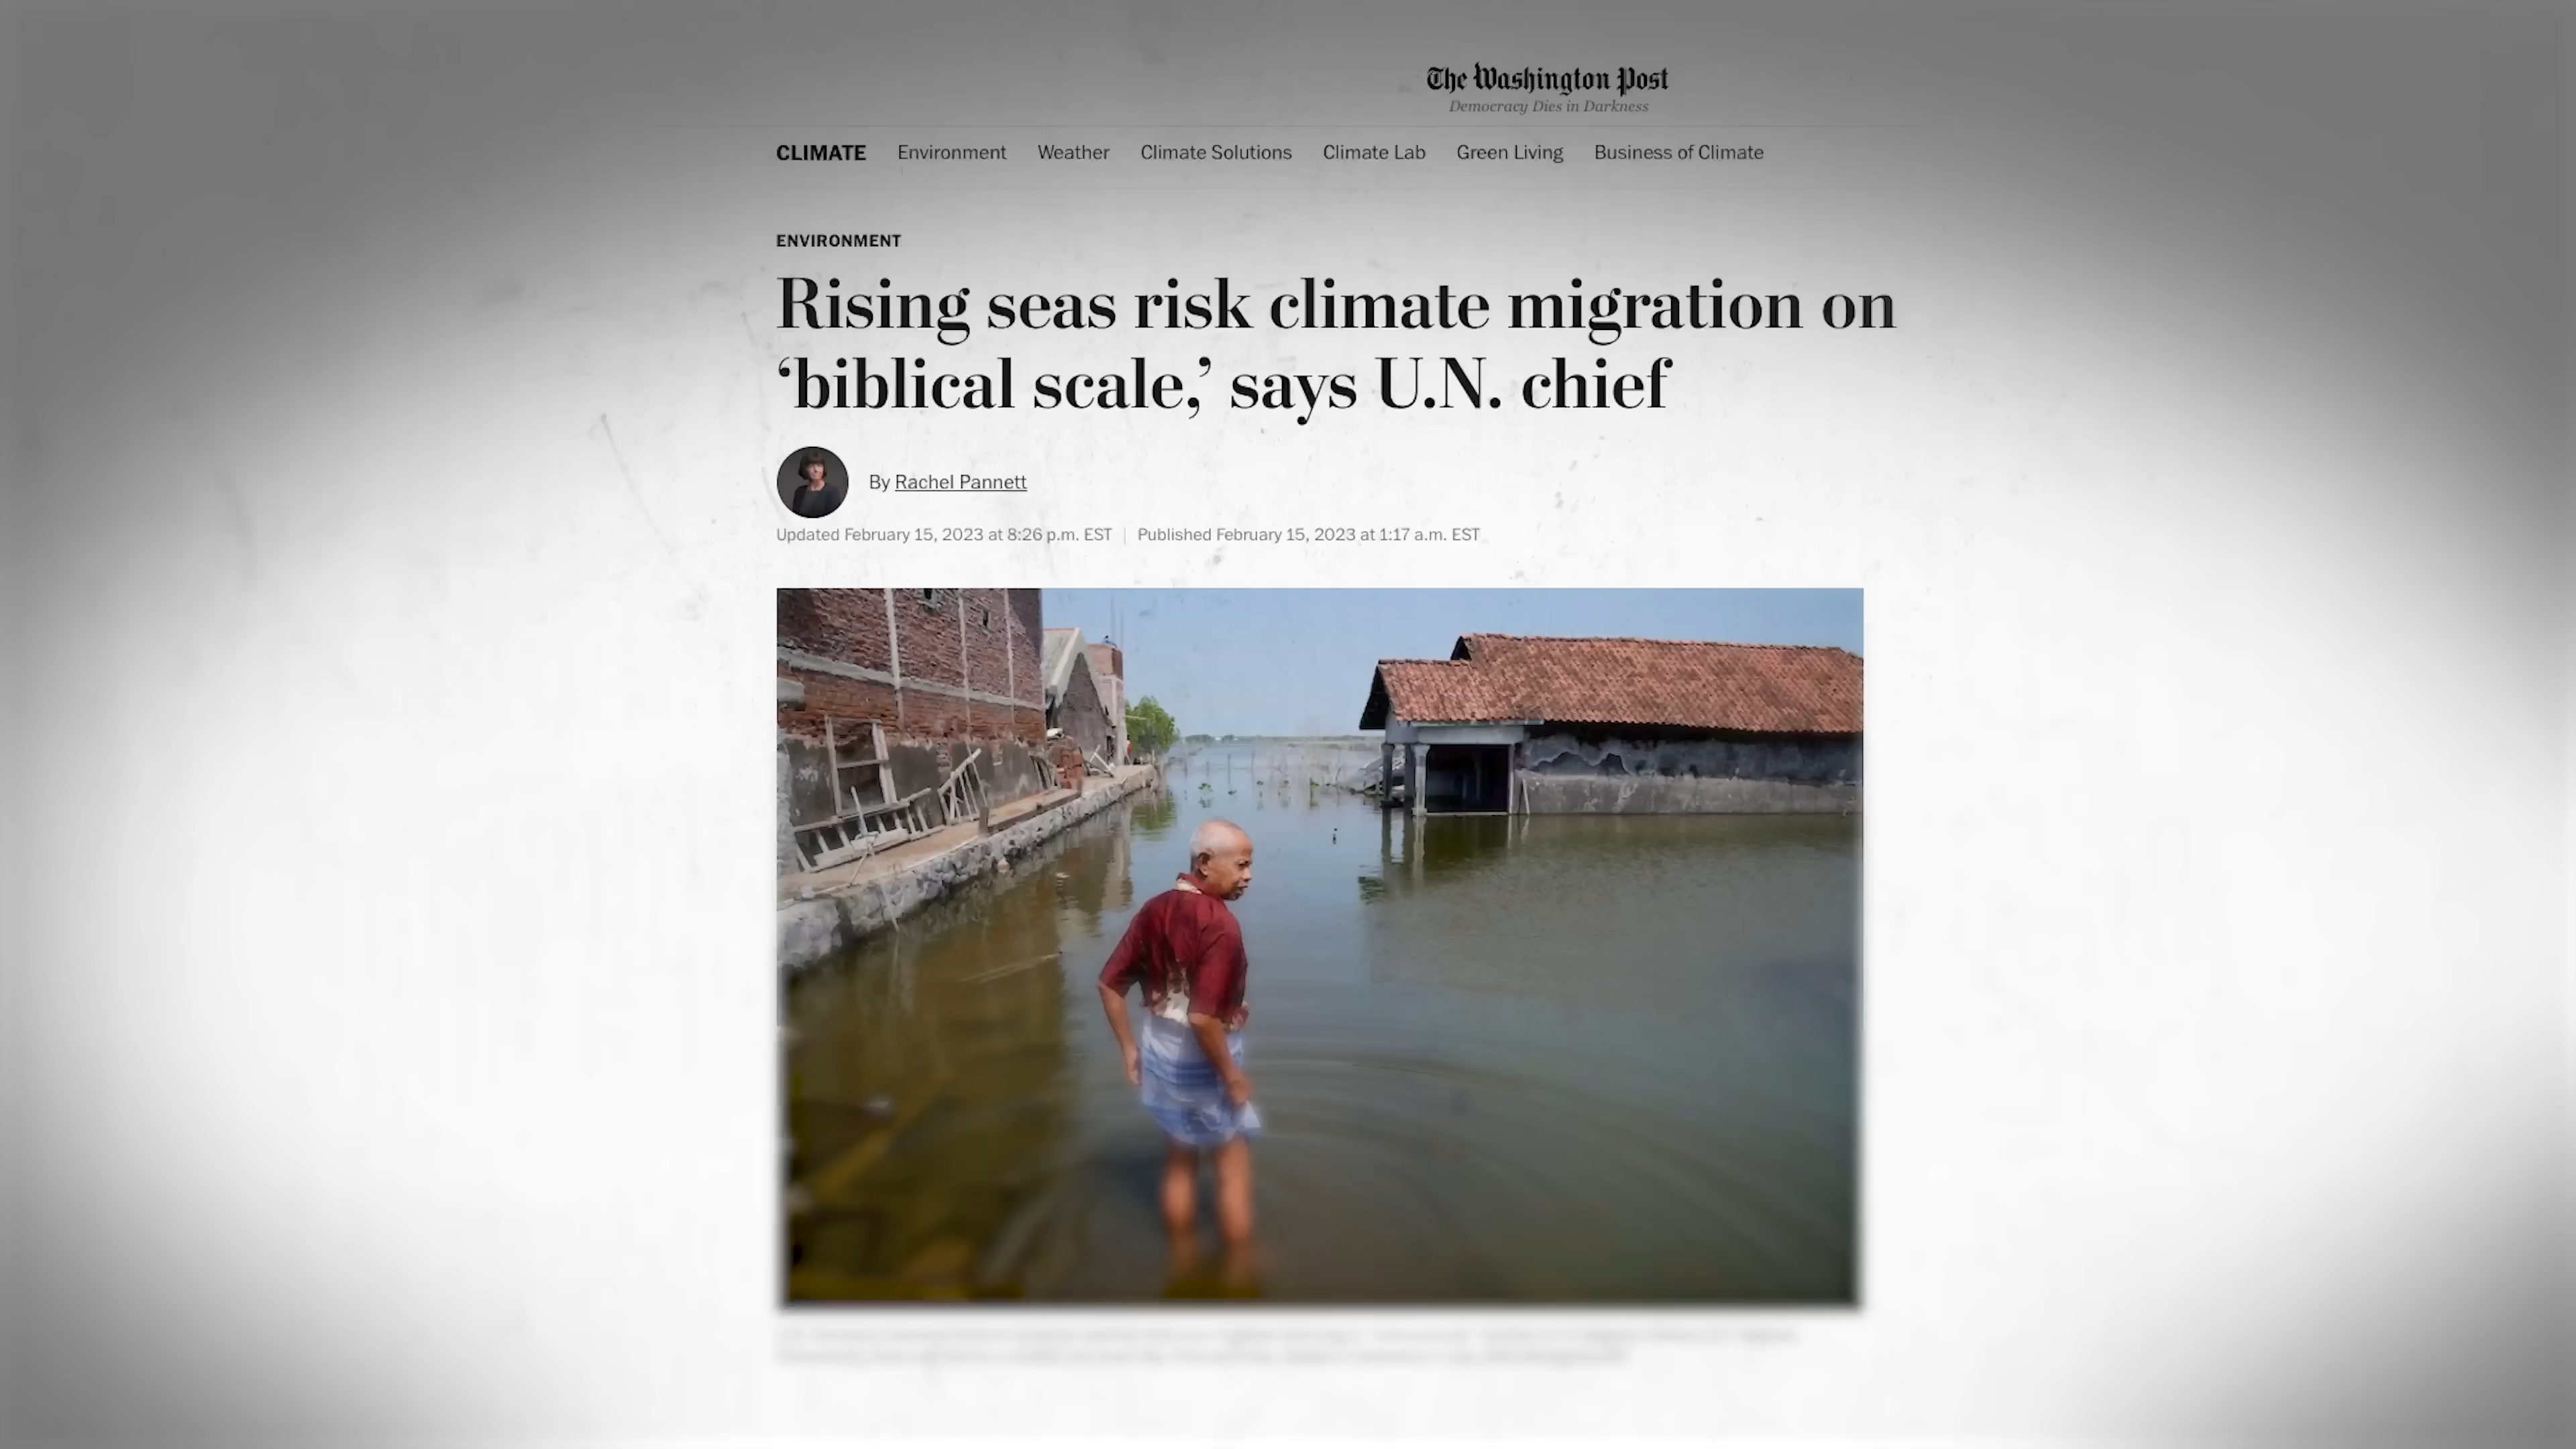 The Washington Post
Democracy Dies in Darkness
CLIMATE Environment Weather Climate Solutions Climate Lab Green Living Business of Climate
ENVIRONMENT
Rising seas risk climate migration on
‘biblical scale,’ says U.N. chief
By Rachel Pannett
Updated February 15, 2023 at 8:26 p.m. EST | Published February 15, 2023 at 1:17 a.m. EST